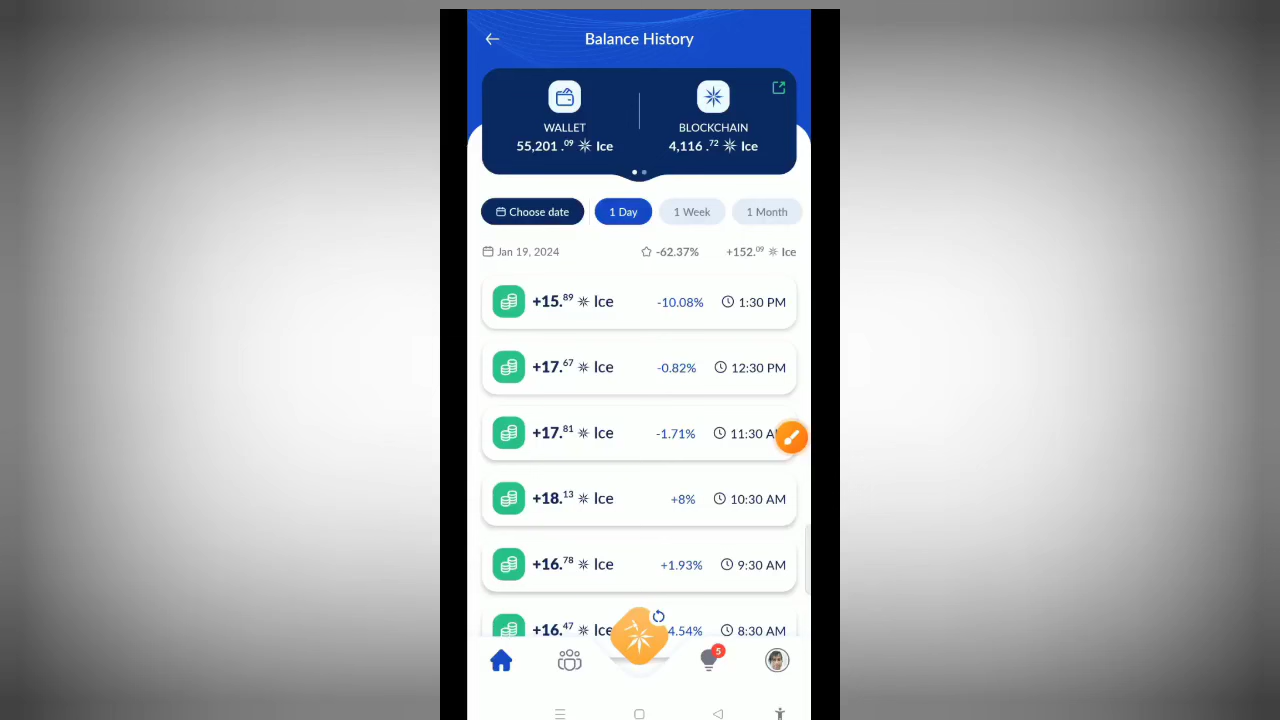 Balance History
WALLET
55,201 .09 Ice
BLOCKCHAIN
4,116 .72 Ice
Choose date
1 Day
1 Week
1 Month
Jan 19, 2024
-62.37%
+152.09 Ice
+15.89 Ice -10.08% 1:30 PM
+17.67 Ice -0.82% 12:30 PM
+17.81 Ice -1.71% 11:30
+18.13 Ice +8% 10:30 AM
+16.78 Ice +1.93% 9:30 AM
+16.47 Ice 4.54% 8:30 AM
5